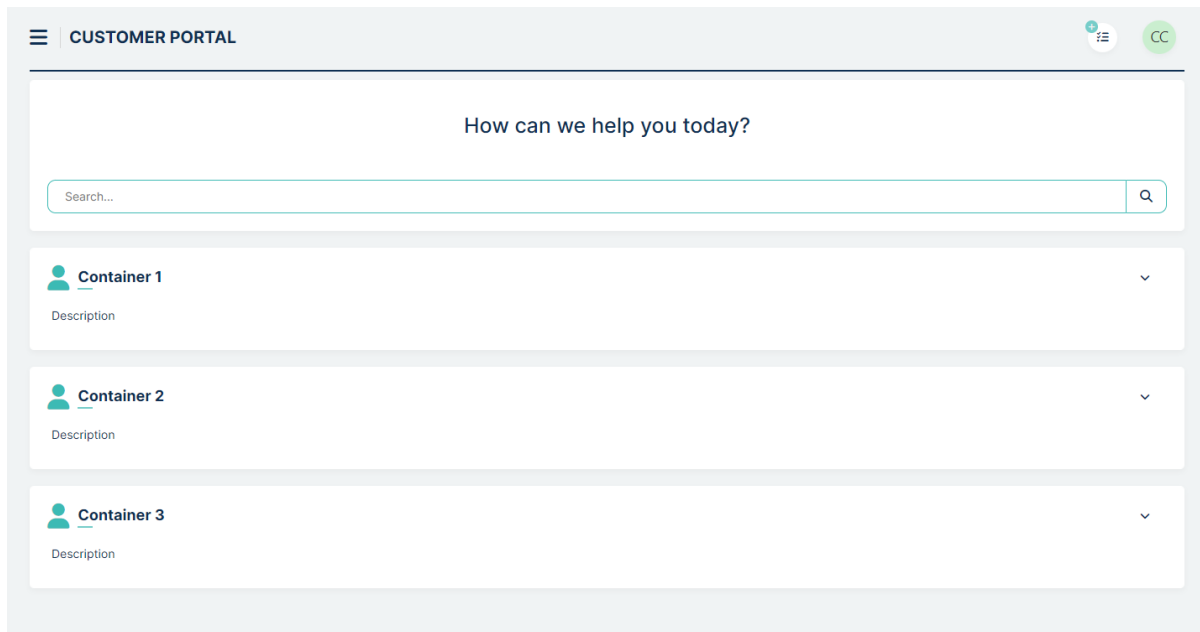 CUSTOMER PORTAL
CC
How can we help you today?
Search...
Container 1
Description
Container 2
Description
Container 3
Description